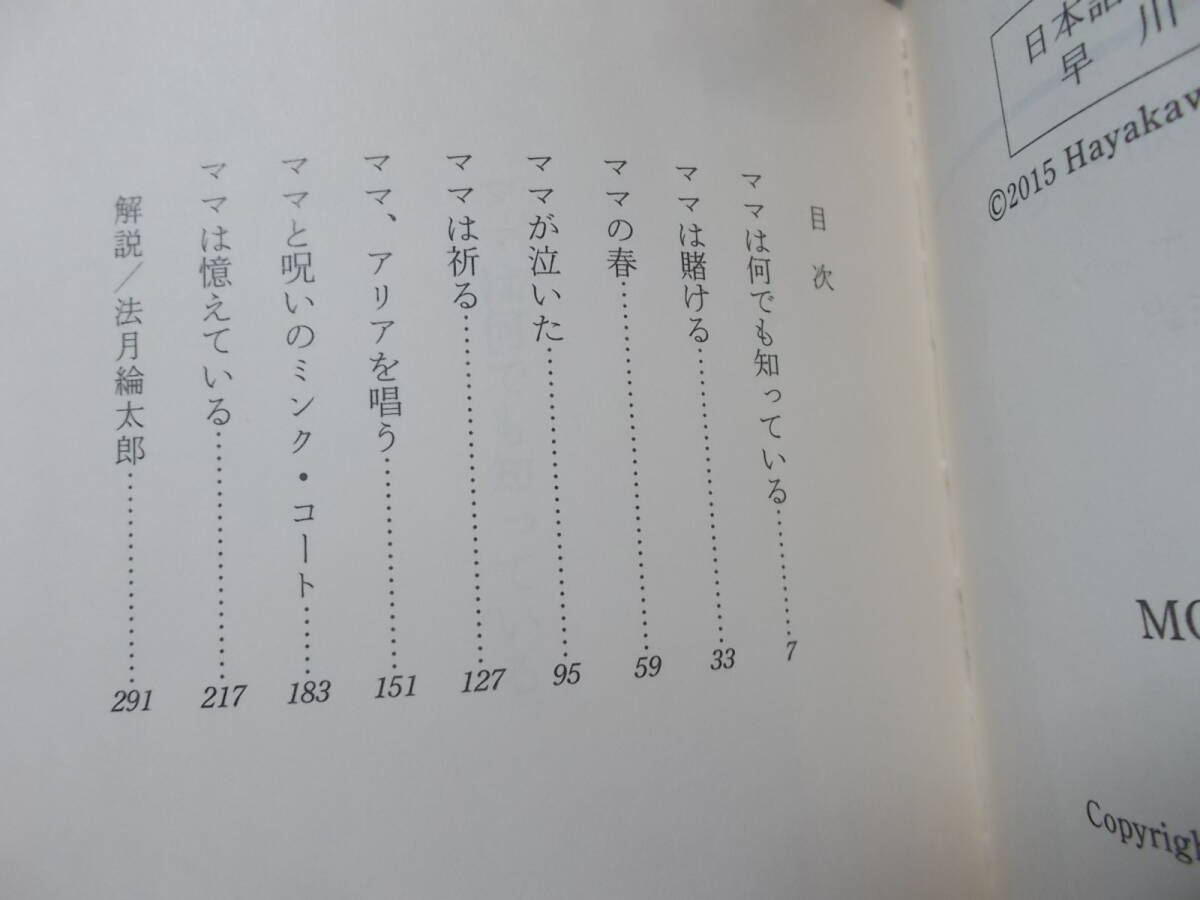 目次
ママは何でも知っている…………7
ママは賭ける…………33
ママの春…………59
ママが泣いた…………95
ママは祈る…………127
ママ、アリアを唱う…………151
ママと呪いのミンク・コート……183
ママは憶えている…………217
解説／法月綸太郎…………291
日本語
早川
©2015 Hayakaw
MO
Copyrigh